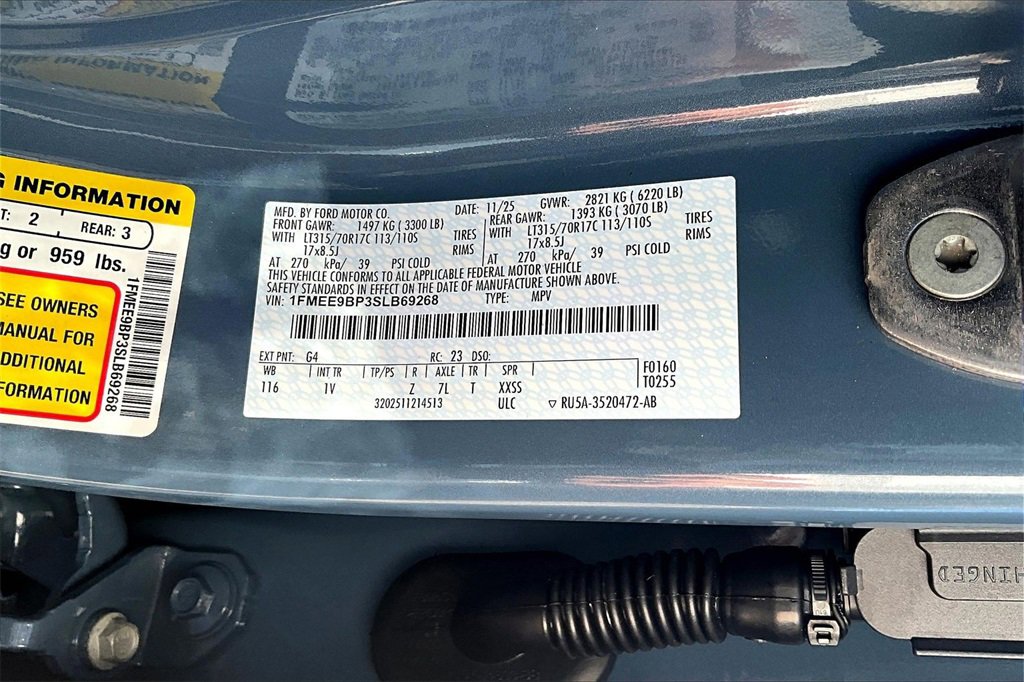 G INFORMATION
T: 2 REAR: 3
g or 959 lbs.
SEE OWNERS
MANUAL FOR
ADDITIONAL
INFORMATION
1FMEE9BP3SLB69268
MFD. BY FORD MOTOR CO. DATE: 11/25 GVWR: 2821 KG ( 6220 LB)
FRONT GAWR: 1497 KG ( 3300 LB) REAR GAWR: 1393 KG ( 3070 LB)
WITH LT315/70R17C 113/110S TIRES WITH LT315/70R17C 113/110S TIRES
17x8.5J RIMS 17x8.5J RIMS
AT 270 kPa/ 39 PSI COLD AT 270 kPa/ 39 PSI COLD
THIS VEHICLE CONFORMS TO ALL APPLICABLE FEDERAL MOTOR VEHICLE
SAFETY STANDARDS IN EFFECT ON THE DATE OF MANUFACTURE SHOWN ABOVE.
VIN: 1FMEE9BP3SLB69268 TYPE: MPV
EXT PNT: G4 RC: 23 DSO: F0160
WB INT TR TP/PS R AXLE TR SPR T0255
116 1V Z 7L T XXSS
3202511214513 ULC ▽ RU5A-3520472-AB
HINGED